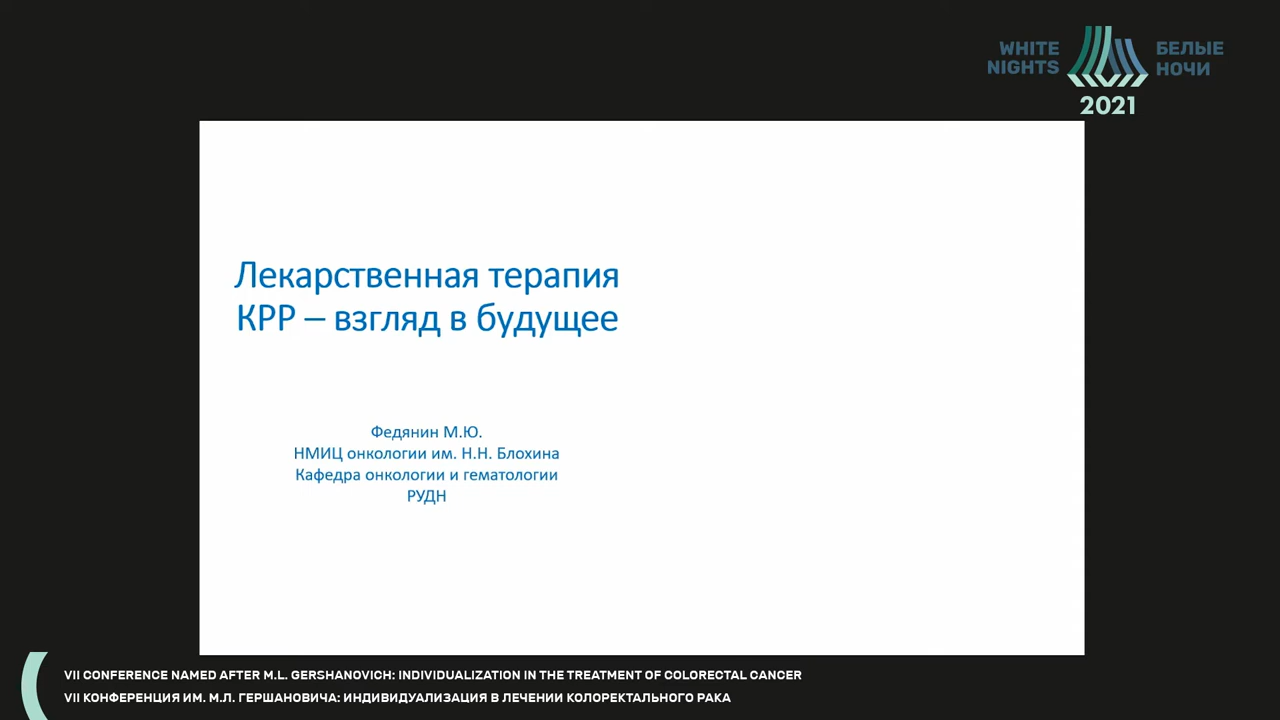 WHITE
NIGHTS
БЕЛЫЕ
НОЧИ
2021
Лекарственная терапия
КРР – взгляд в будущее
Федянин М.Ю.
НМИЦ онкологии им. Н.Н. Блохина
Кафедра онкологии и гематологии
РУДН
VII CONFERENCE NAMED AFTER M.L. GERSHANOVICH: INDIVIDUALIZATION IN THE TREATMENT OF COLORECTAL CANCER
VII КОНФЕРЕНЦИЯ ИМ. М.Л. ГЕРШАНОВИЧА: ИНДИВИДУАЛИЗАЦИЯ В ЛЕЧЕНИИ КОЛОРЕКТАЛЬНОГО РАКА